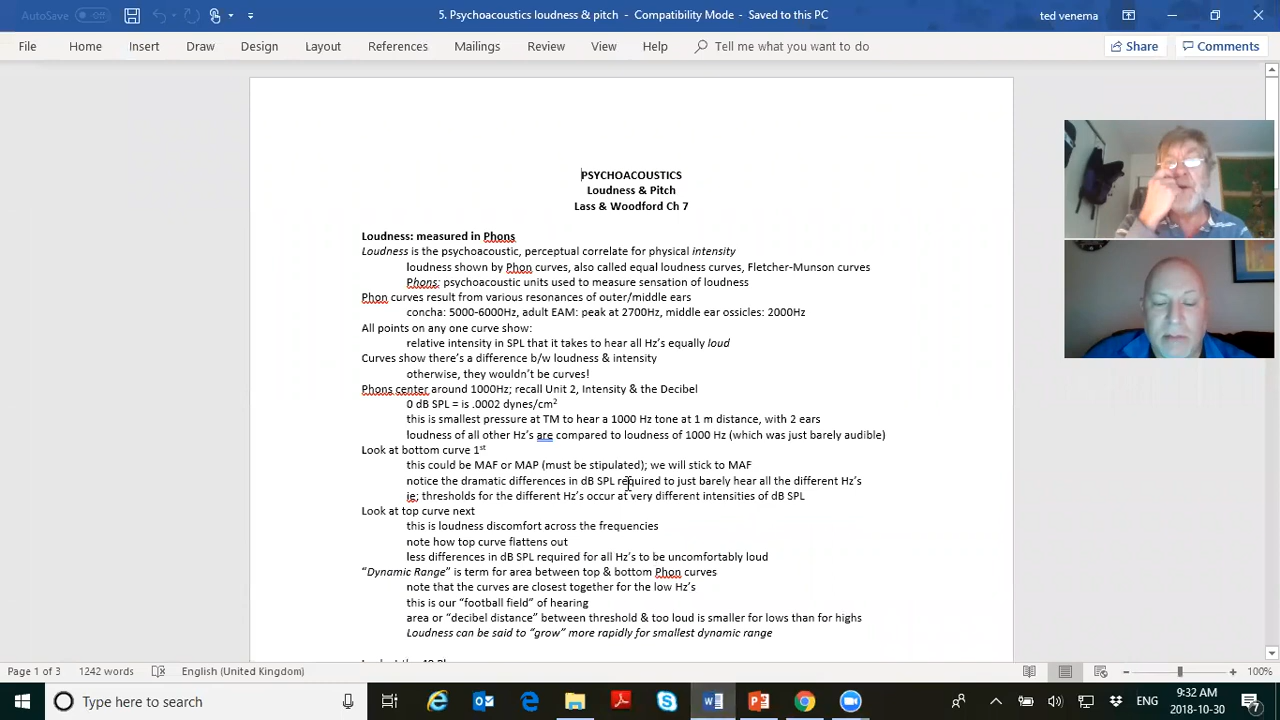 AutoSave Off 5. Psychoacoustics loudness & pitch - Compatibility Mode - Saved to this PC ted venema
File Home Insert Draw Design Layout References Mailings Review View Help Tell me what you want to do Share Comments
PSYCHOACOUSTICS
Loudness & Pitch
Lass & Woodford Ch 7
Loudness: measured in Phons
Loudness is the psychoacoustic, perceptual correlate for physical intensity
loudness shown by Phon curves, also called equal loudness curves, Fletcher-Munson curves
Phons: psychoacoustic units used to measure sensation of loudness
Phon curves result from various resonances of outer/middle ears
concha: 5000-6000Hz, adult EAM: peak at 2700Hz, middle ear ossicles: 2000Hz
All points on any one curve show:
relative intensity in SPL that it takes to hear all Hz's equally loud
Curves show there's a difference b/w loudness & intensity
otherwise, they wouldn't be curves!
Phons center around 1000Hz; recall Unit 2, Intensity & the Decibel
0 dB SPL = is .0002 dynes/cm²
this is smallest pressure at TM to hear a 1000 Hz tone at 1 m distance, with 2 ears
loudness of all other Hz's are compared to loudness of 1000 Hz (which was just barely audible)
Look at bottom curve 1st
this could be MAF or MAP (must be stipulated); we will stick to MAF
notice the dramatic differences in dB SPL required to just barely hear all the different Hz's
ie; thresholds for the different Hz's occur at very different intensities of dB SPL
Look at top curve next
this is loudness discomfort across the frequencies
note how top curve flattens out
less differences in dB SPL required for all Hz's to be uncomfortably loud
"Dynamic Range" is term for area between top & bottom Phon curves
note that the curves are closest together for the low Hz's
this is our "football field" of hearing
area or "decibel distance" between threshold & too loud is smaller for lows than for highs
Loudness can be said to "grow" more rapidly for smallest dynamic range
Page 1 of 3 1242 words English (United Kingdom) 100%
Type here to search ENG 9:32 AM
2018-10-30 7